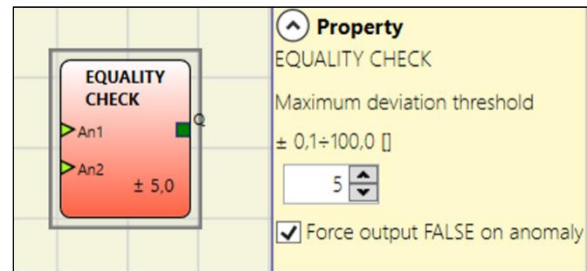 EQUALITY
CHECK
An1
Q
An2
± 5,0
Property
EQUALITY CHECK
Maximum deviation threshold
± 0,1÷100,0 []
5
Force output FALSE on anomaly